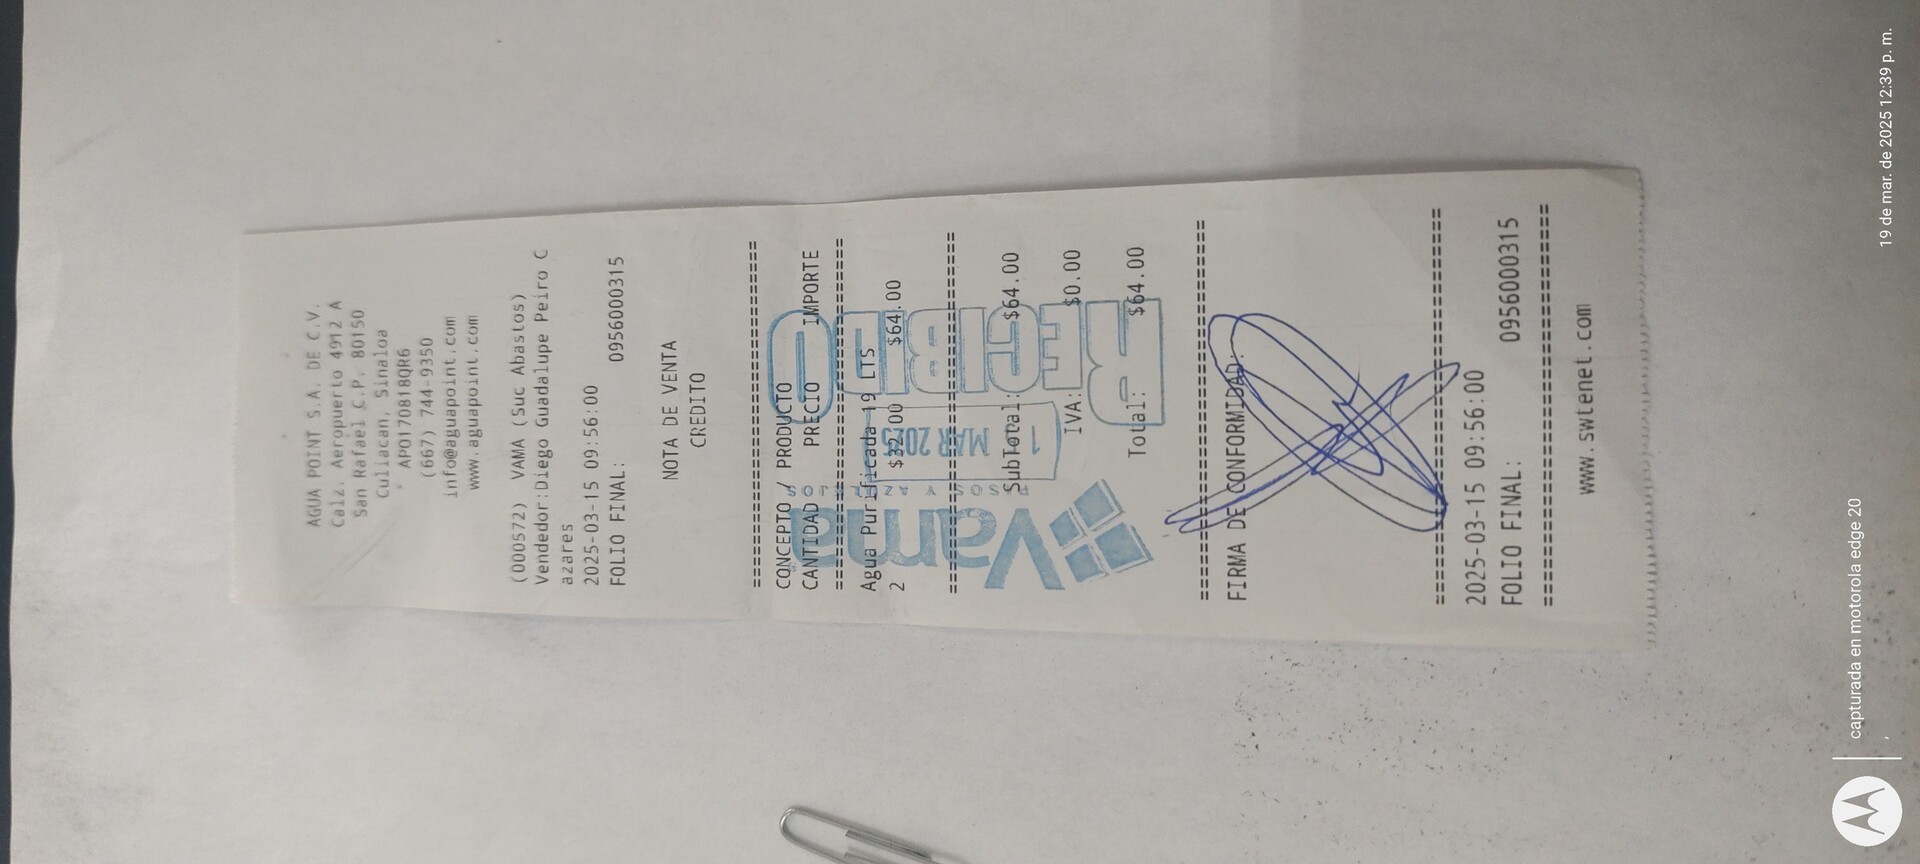 AGUA POINT S.A. DE C.V.
Calz. Aeropuerto 4912 A
San Rafael C.P. 80150
Culiacan, Sinaloa
APO170818QR6
(667) 744-9350
info@aguapoint.com
www.aguapoint.com
(000572) VAMA (Suc Abastos)
Vendedor:Diego Guadalupe Peiro C
azares
2025-03-15 09:56:00
FOLIO FINAL: 0956000315
NOTA DE VENTA
CREDITO
==============================
CONCEPTO / PRODUCTO
CANTIDAD PRECIO IMPORTE
==============================
Agua Purificada 19 LTS
2 $32.00 $64.00
==============================
SubTotal: $64.00
IVA: $0.00
Total: $64.00
==============================
FIRMA DE CONFORMIDAD:
==============================
2025-03-15 09:56:00
FOLIO FINAL: 0956000315
==============================
www.swtenet.com
Vama
PISOS Y AZULEJOS
MAR 2025
RECIBIDO
capturada en motorola edge 20
19 de mar. de 2025 12:39 p. m.